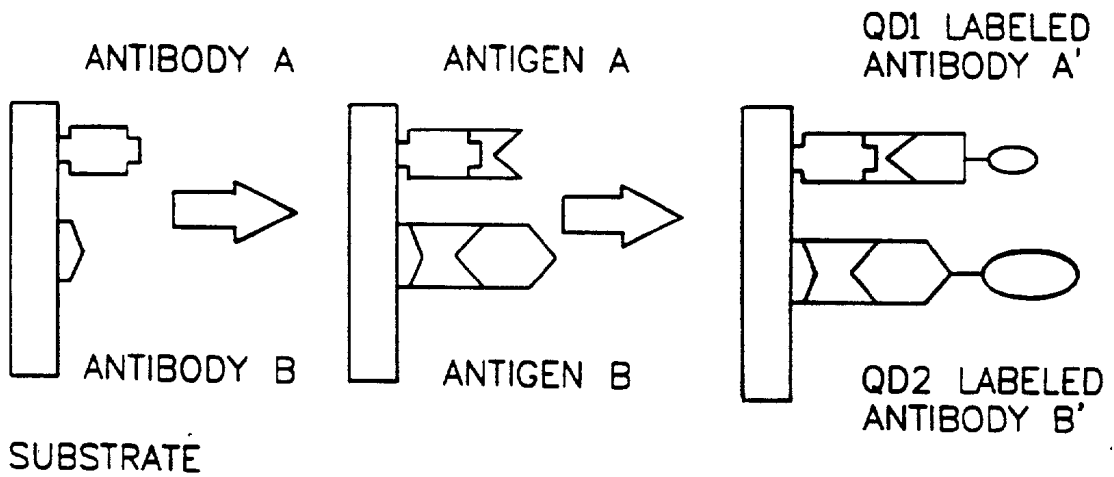 ANTIBODY A
ANTIGEN A
QD1 LABELED
ANTIBODY A'
ANTIBODY B
ANTIGEN B
QD2 LABELED
ANTIBODY B'
SUBSTRATE